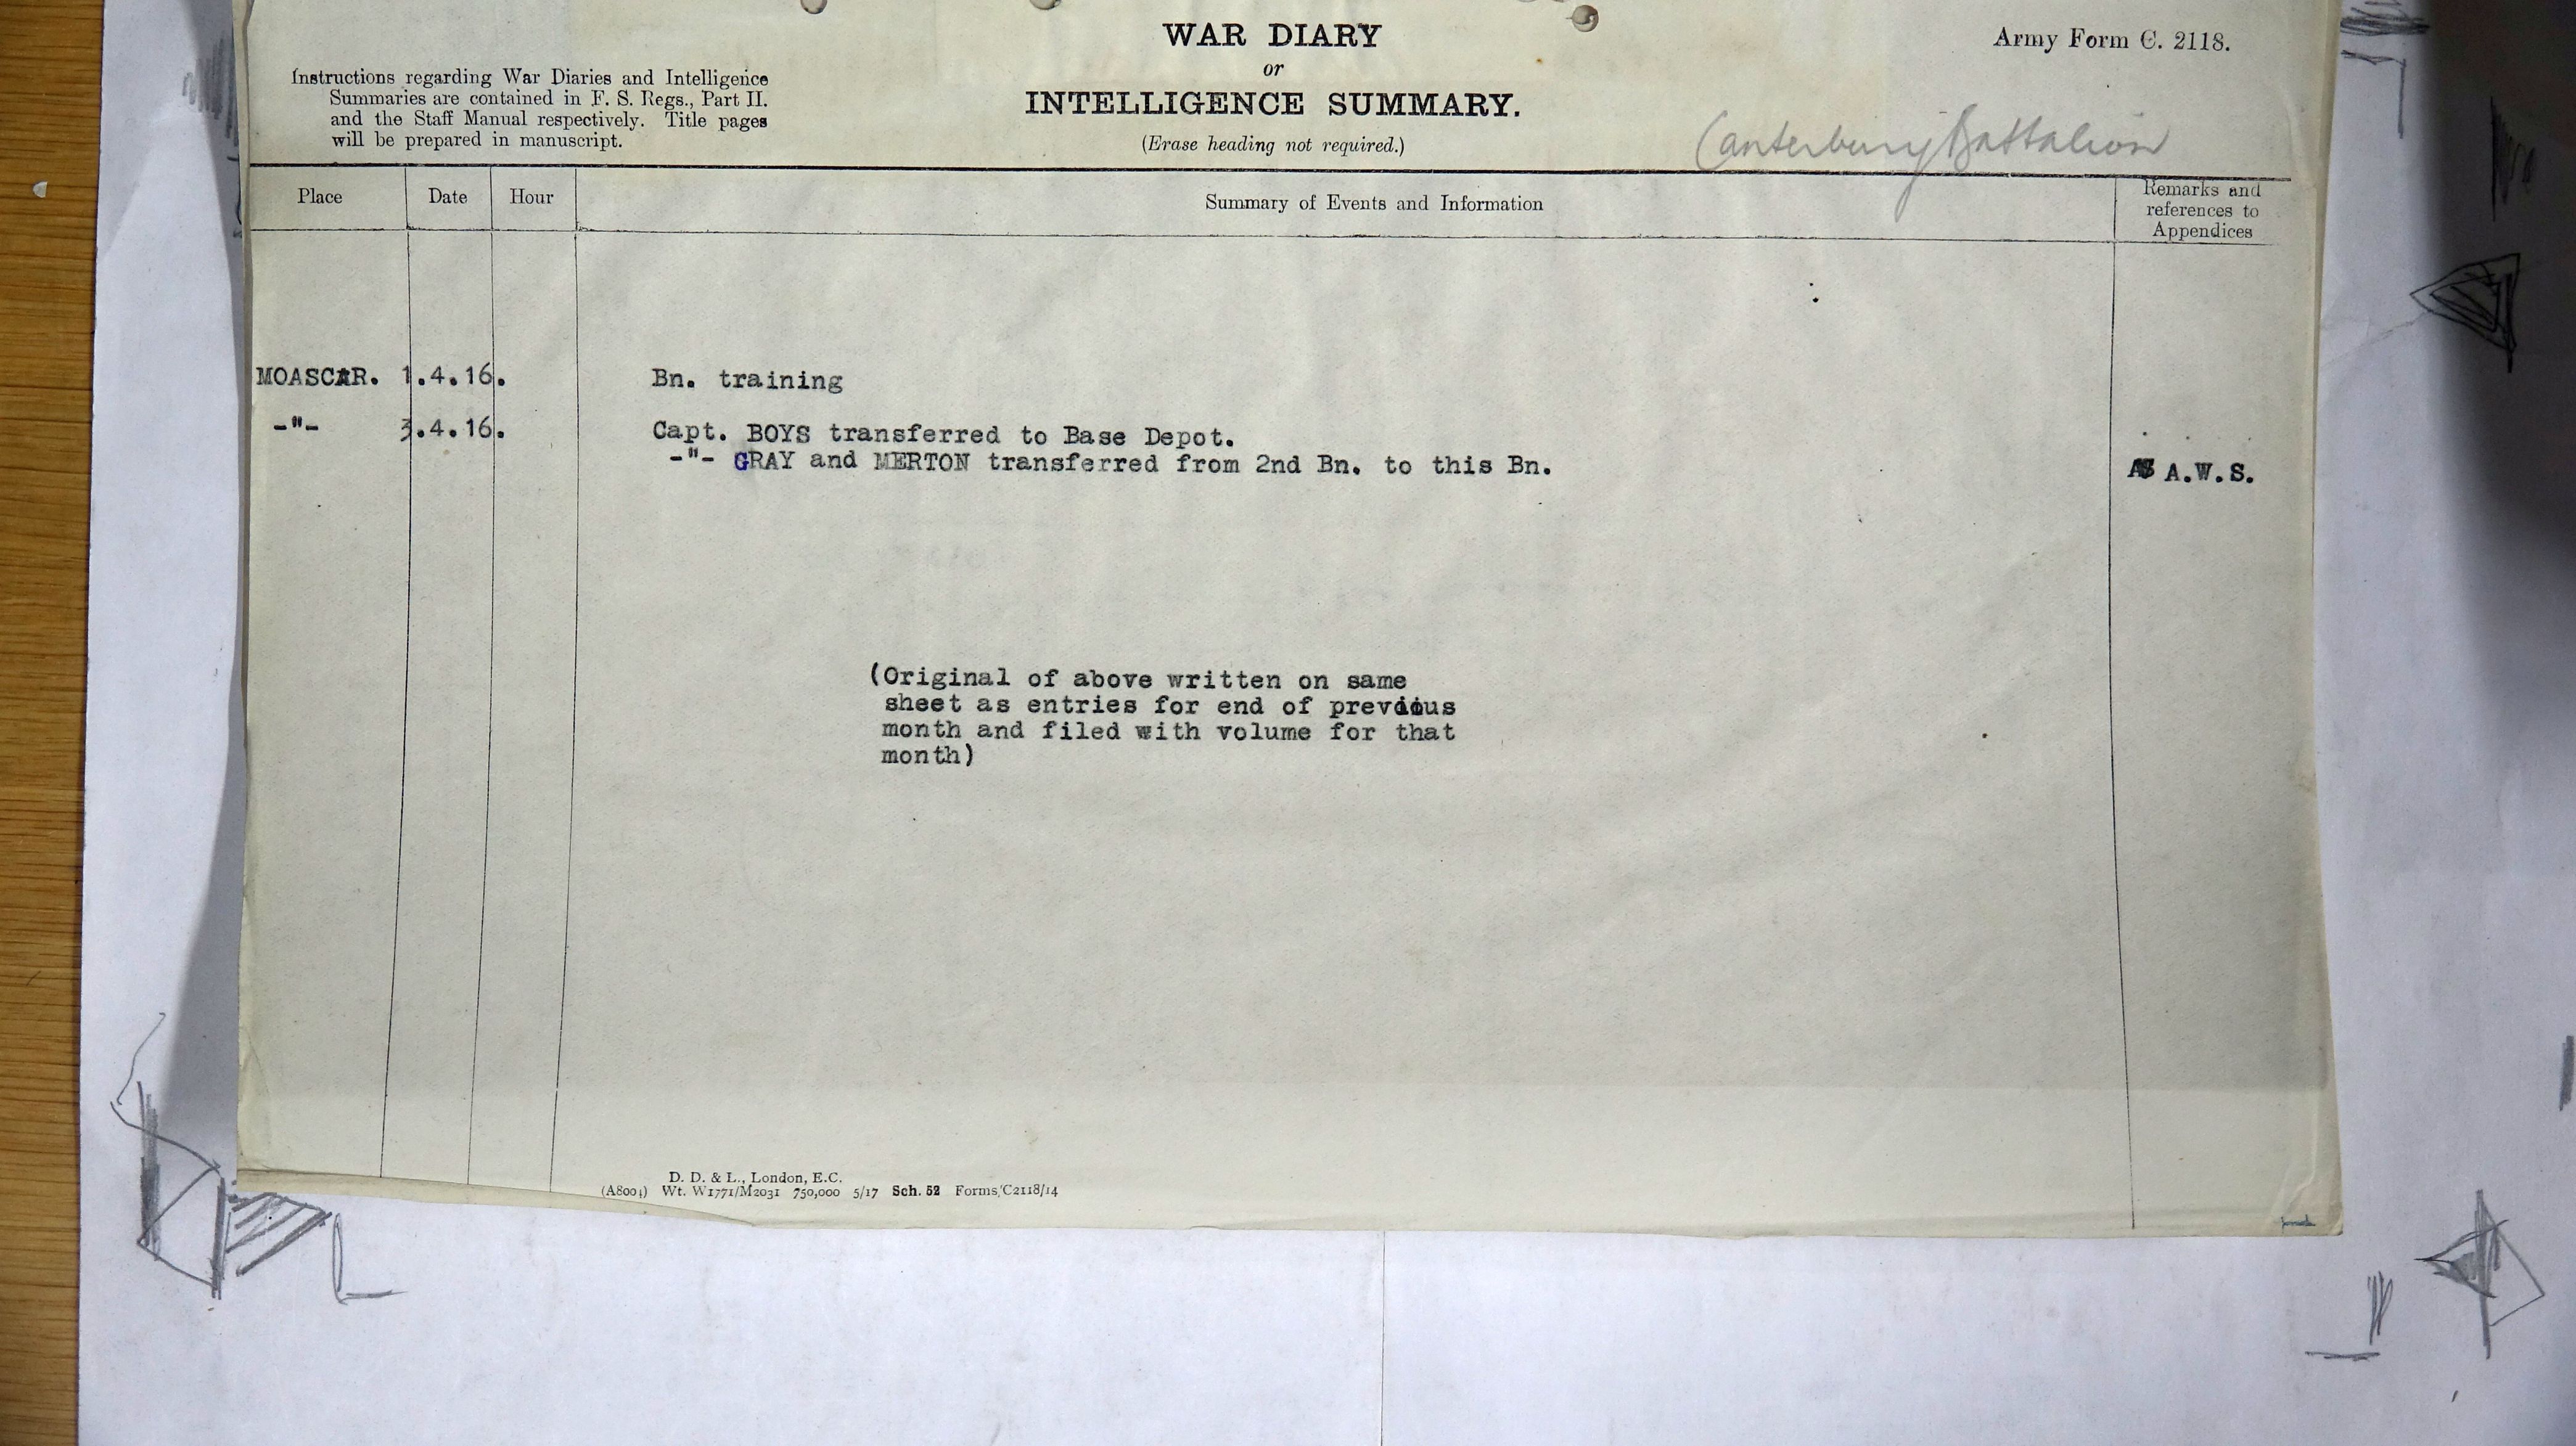 WAR DIARY
or
INTELLIGENCE SUMMARY.
(Erase heading not required.)
Army Form C. 2118.
Instructions regarding War Diaries and Intelligence
Summaries are contained in F. S. Regs., Part II.
and the Staff Manual respectively. Title pages
will be prepared in manuscript.
Canterbury Battalion
Place Date Hour Summary of Events and Information Remarks and
references to
Appendices
MOASCAR. 1.4.16. Bn. training
-"- 3.4.16. Capt. BOYS transferred to Base Depot.
-"- GRAY and MERTON transferred from 2nd Bn. to this Bn. A.W.S.
(Original of above written on same
sheet as entries for end of previous
month and filed with volume for that
month)
D. D. & L., London, E.C.
(A8004) Wt. W1771/M2031 750,000 5/17 Sch. 52 Forms/C2118/14